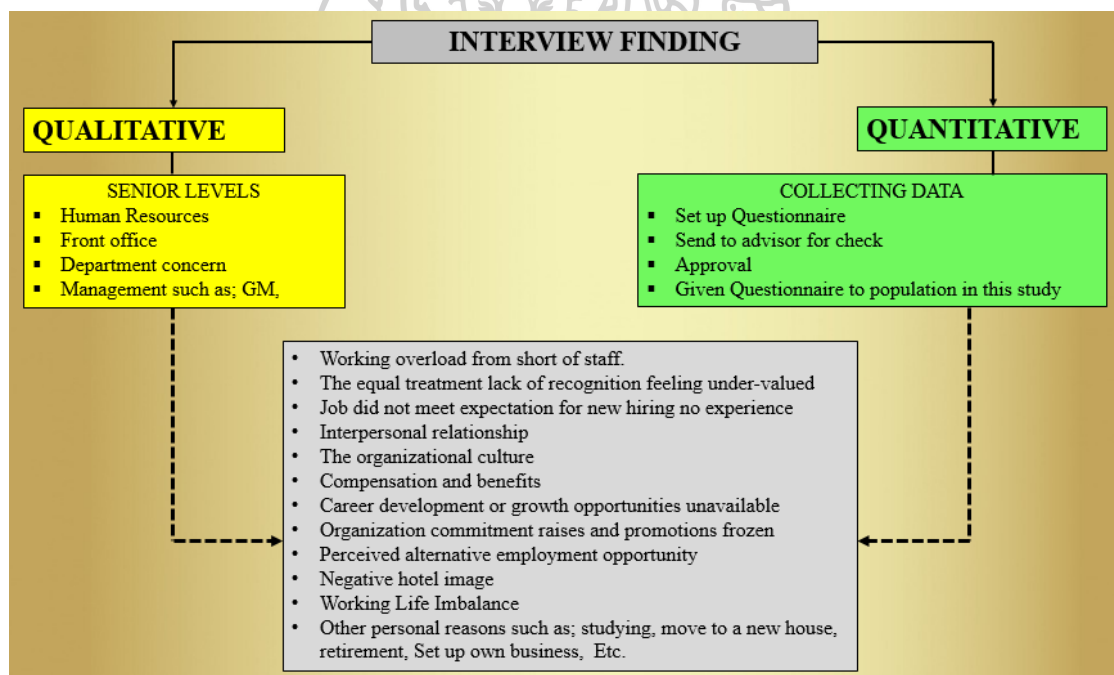 INTERVIEW FINDING
QUALITATIVE
SENIOR LEVELS
▪ Human Resources
▪ Front office
▪ Department concern
▪ Management such as; GM,
QUANTITATIVE
COLLECTING DATA
▪ Set up Questionnaire
▪ Send to advisor for check
▪ Approval
▪ Given Questionnaire to population in this study
• Working overload from short of staff.
• The equal treatment lack of recognition feeling under-valued
• Job did not meet expectation for new hiring no experience
• Interpersonal relationship
• The organizational culture
• Compensation and benefits
• Career development or growth opportunities unavailable
• Organization commitment raises and promotions frozen
• Perceived alternative employment opportunity
• Negative hotel image
• Working Life Imbalance
• Other personal reasons such as; studying, move to a new house,
retirement, Set up own business, Etc.